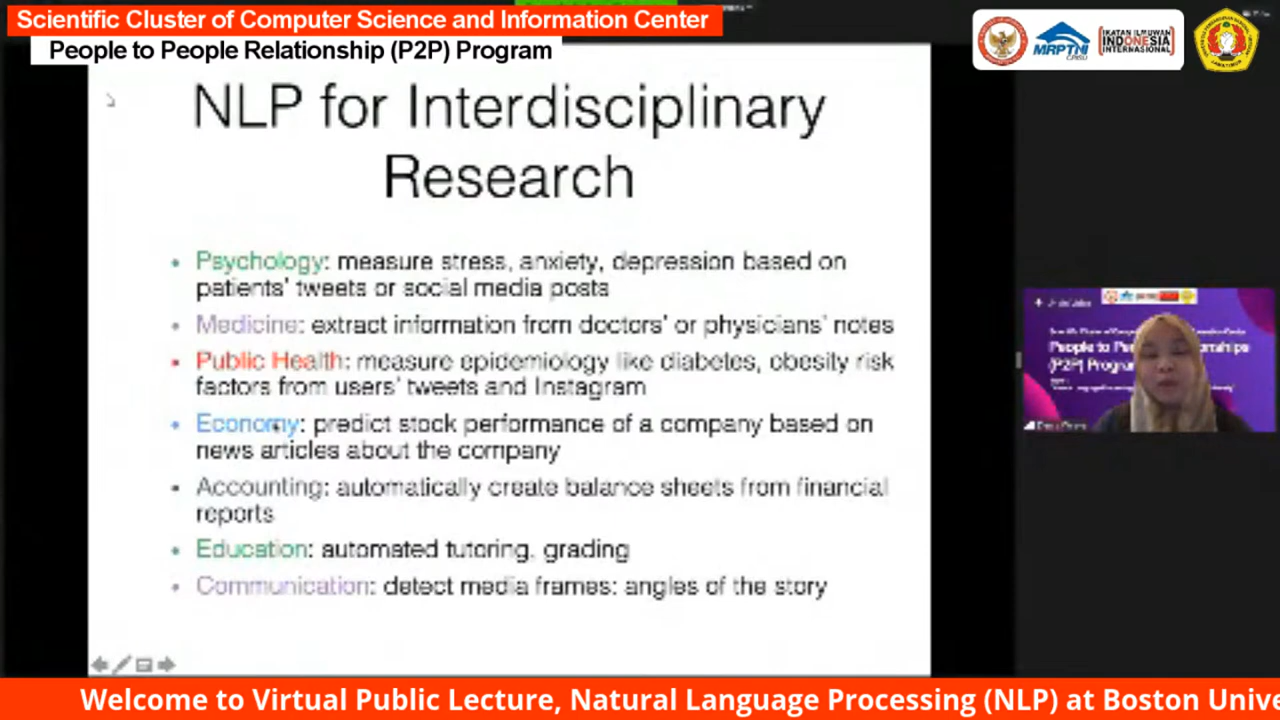 Scientific Cluster of Computer Science and Information Center
People to People Relationship (P2P) Program
MRPTNI
IKATAN ILMUWAN
INDONESIA
INTERNASIONAL
NLP for Interdisciplinary
Research
• Psychology: measure stress, anxiety, depression based on
patients' tweets or social media posts
• Medicine: extract information from doctors' or physicians' notes
• Public Health: measure epidemiology like diabetes, obesity risk
factors from users' tweets and Instagram
• Economy: predict stock performance of a company based on
news articles about the company
• Accounting: automatically create balance sheets from financial
reports
• Education: automated tutoring, grading
• Communication: detect media frames: angles of the story
People to Pe
(P2P) Progra
Welcome to Virtual Public Lecture, Natural Language Processing (NLP) at Boston Unive